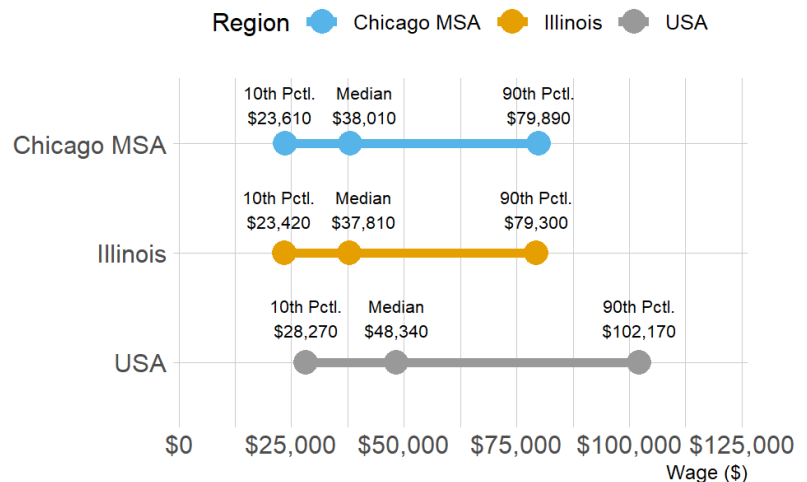 Region Chicago MSA Illinois USA
10th Pctl. Median 90th Pctl.
$23,610 $38,010 $79,890
Chicago MSA
10th Pctl. Median 90th Pctl.
$23,420 $37,810 $79,300
Illinois
10th Pctl. Median 90th Pctl.
$28,270 $48,340 $102,170
USA
$0 $25,000 $50,000 $75,000 $100,000 $125,000
Wage ($)